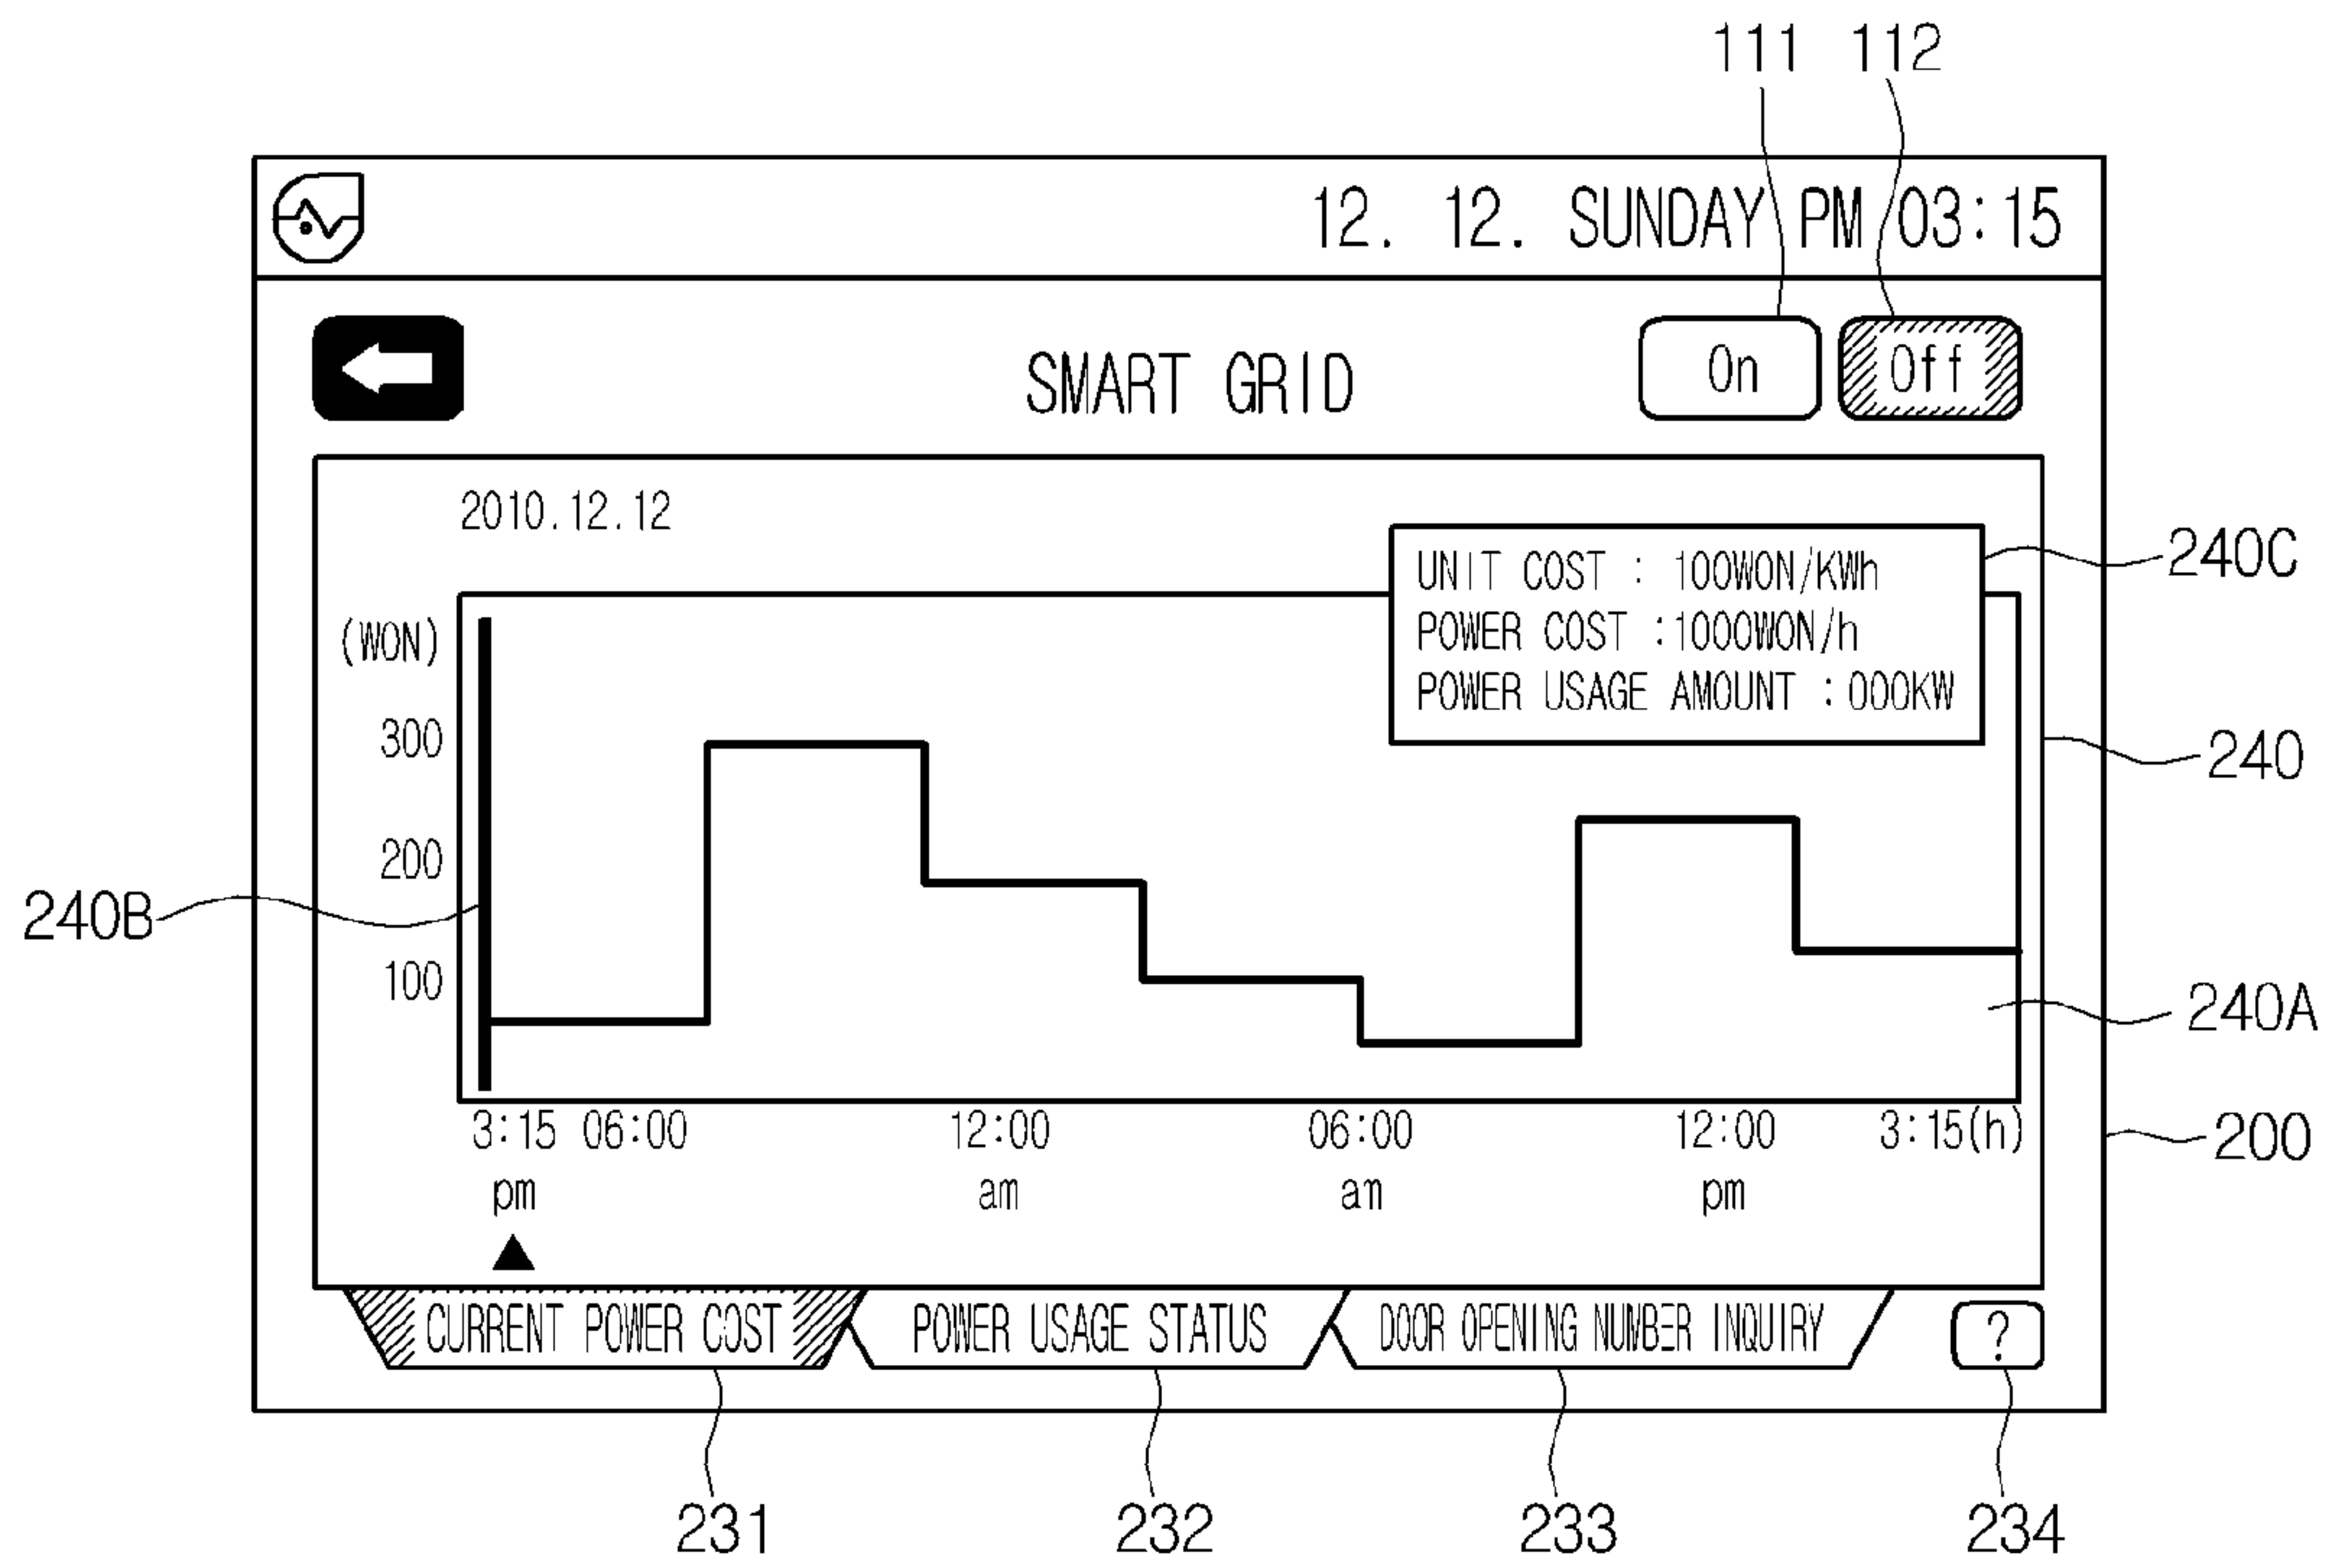 111 112
12. 12. SUNDAY PM 03:15
SMART GRID
On
Off
2010.12.12
UNIT COST : 100WON/KWh
POWER COST :1000WON/h
POWER USAGE AMOUNT :000KW
240C
(WON)
300
240
200
240B
100
240A
3:15 06:00 12:00 06:00 12:00 3:15(h)
pm am am pm
200
CURRENT POWER COST
POWER USAGE STATUS
DOOR OPENING NUMBER INQUIRY
?
231 232 233 234